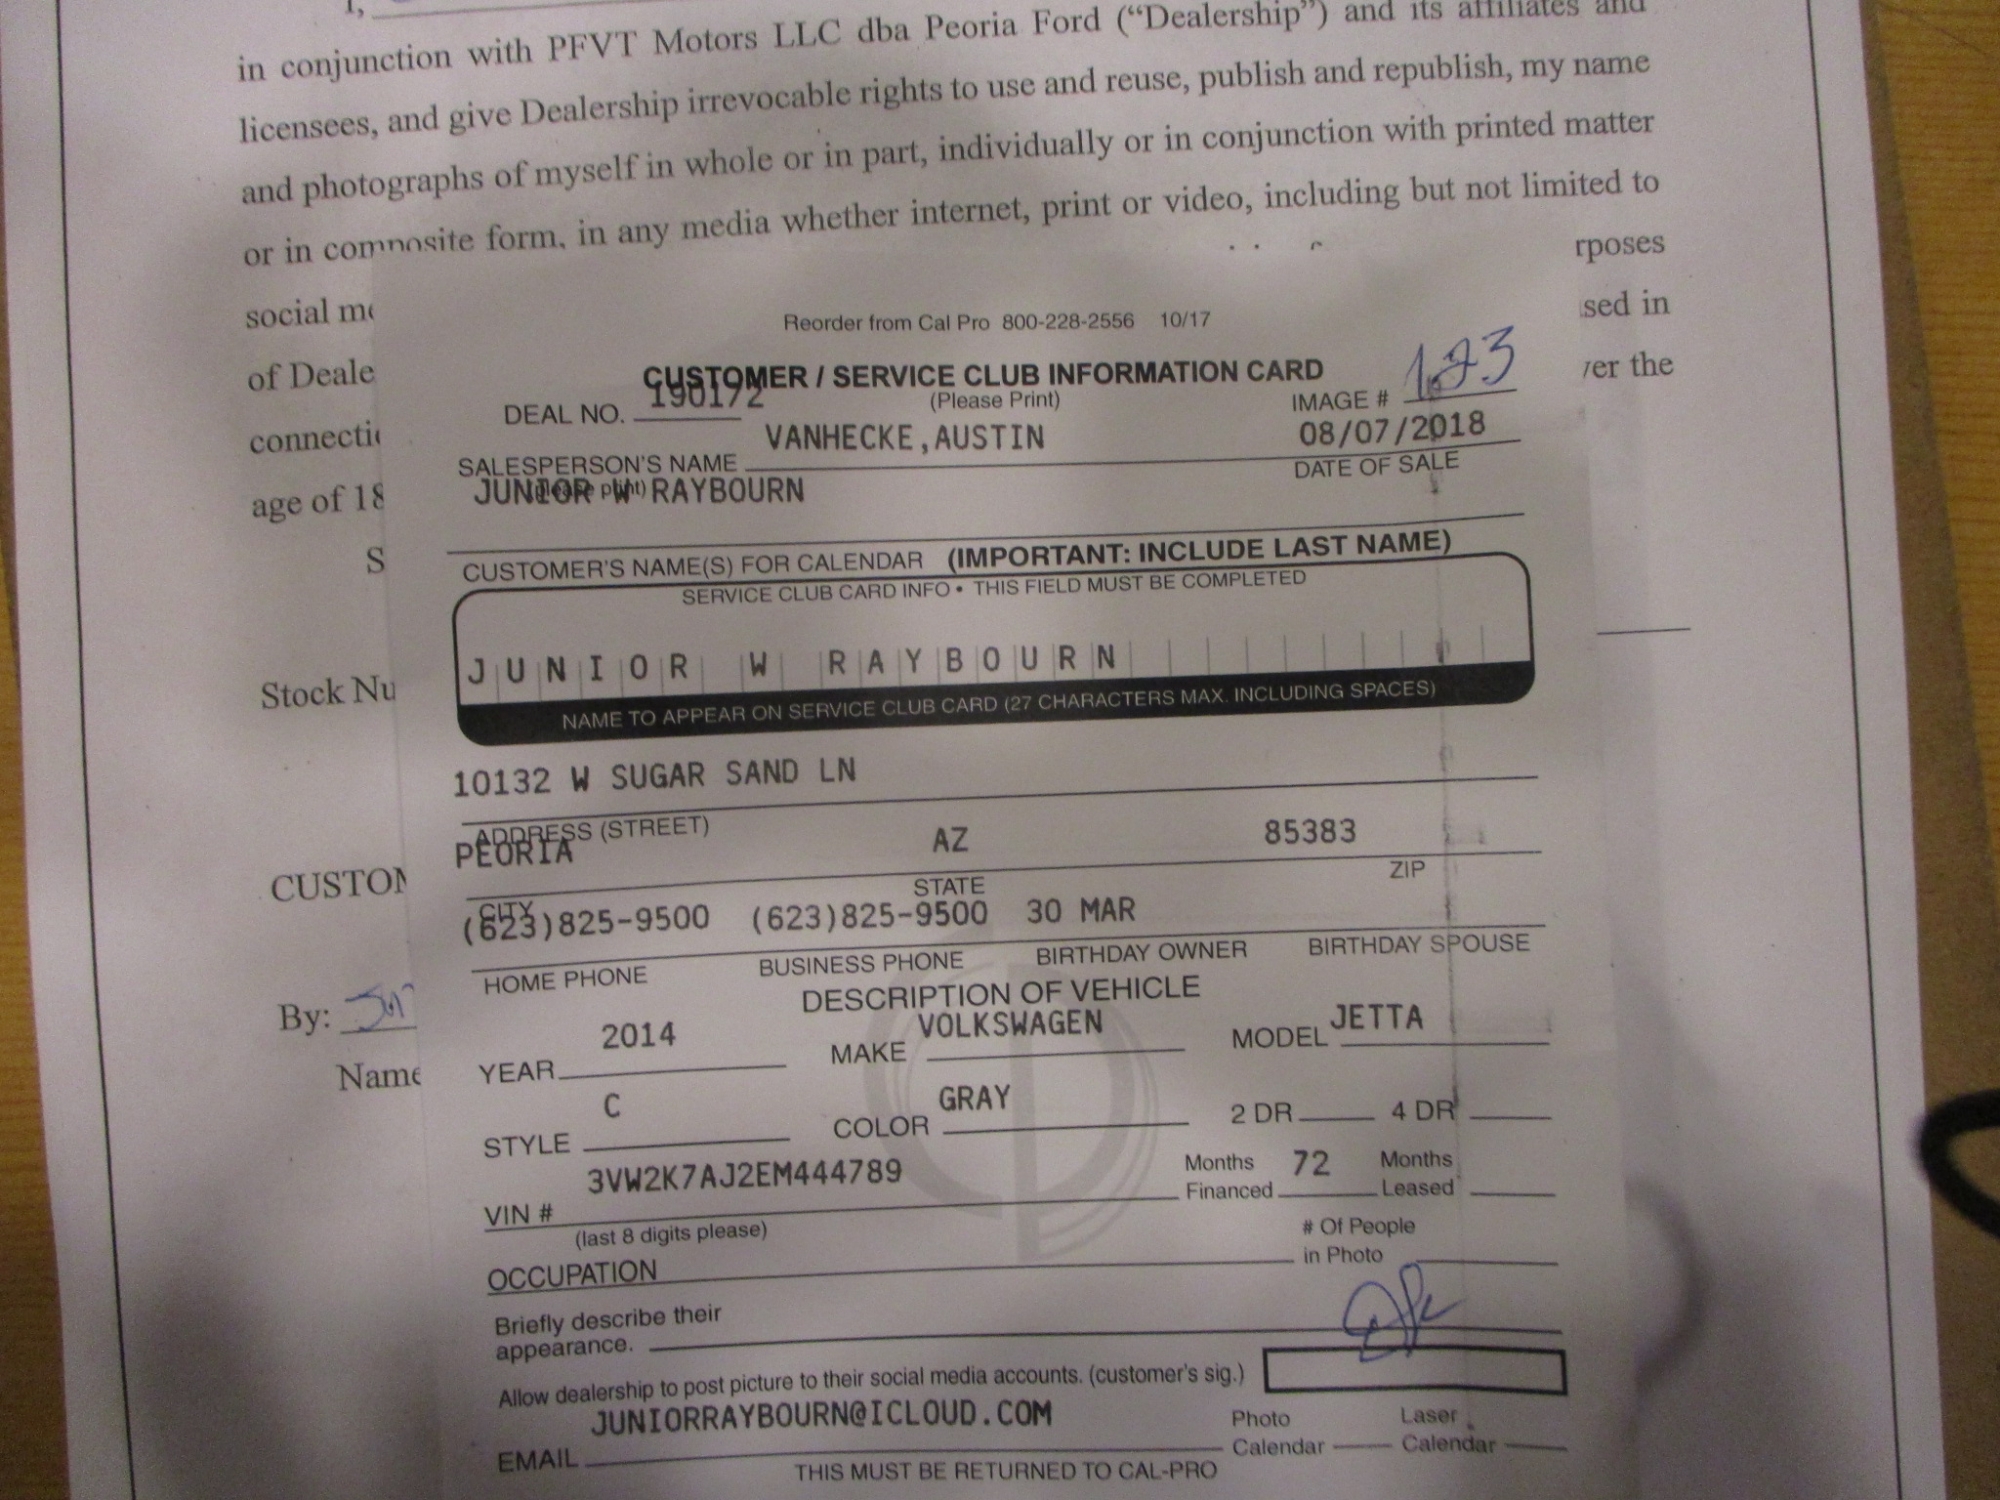 I,
in conjunction with PFVT Motors LLC dba Peoria Ford (“Dealership”) and its affiliates and
licensees, and give Dealership irrevocable rights to use and reuse, publish and republish, my name
and photographs of myself in whole or in part, individually or in conjunction with printed matter
or in composite form, in any media whether internet, print or video, including but not limited to
social me rposes
of Deale sed in
connectio ver the
age of 18
S
Stock Nu
CUSTOM
By:
Name
Reorder from Cal Pro 800-228-2556 10/17
CUSTOMER / SERVICE CLUB INFORMATION CARD
(Please Print)
DEAL NO. 190172 IMAGE # 123
SALESPERSON'S NAME VANHECKE,AUSTIN 08/07/2018
(please print) DATE OF SALE
JUNIOR W RAYBOURN
CUSTOMER'S NAME(S) FOR CALENDAR (IMPORTANT: INCLUDE LAST NAME)
SERVICE CLUB CARD INFO • THIS FIELD MUST BE COMPLETED
JUNIOR W RAYBOURN
NAME TO APPEAR ON SERVICE CLUB CARD (27 CHARACTERS MAX. INCLUDING SPACES)
10132 W SUGAR SAND LN
ADDRESS (STREET)
PEORIA AZ 85383
CITY STATE ZIP
(623)825-9500 (623)825-9500 30 MAR
HOME PHONE BUSINESS PHONE BIRTHDAY OWNER BIRTHDAY SPOUSE
DESCRIPTION OF VEHICLE
YEAR 2014 MAKE VOLKSWAGEN MODEL JETTA
STYLE C COLOR GRAY 2 DR 4 DR
VIN # 3VW2K7AJ2EM444789 Months Financed 72 Months Leased
(last 8 digits please)
OCCUPATION # Of People in Photo
Briefly describe their
appearance.
Allow dealership to post picture to their social media accounts. (customer's sig.)
EMAIL JUNIORRAYBOURN@ICLOUD.COM Photo Calendar Laser Calendar
THIS MUST BE RETURNED TO CAL-PRO